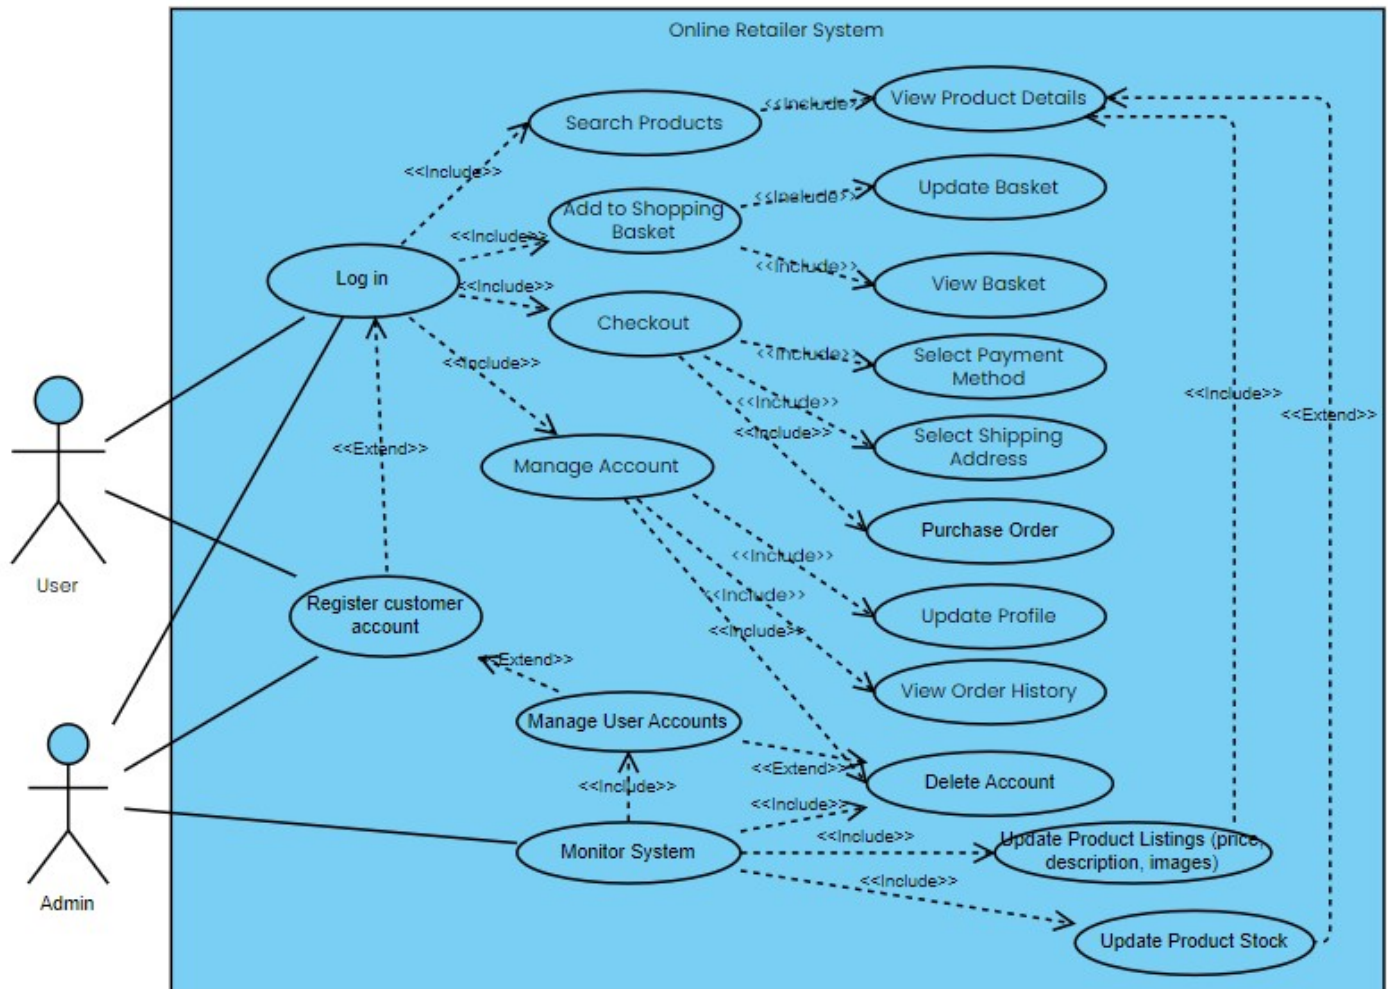 Online Retailer System
View Product Details
<<Include>>
Search Products
<<Include>>
Update Basket
<<Include>>
Add to Shopping
Basket
<<Include>>
<<Include>>
View Basket
Log in
<<Include>>
Checkout
<<Include>>
Select Payment
Method
<<Include>>
<<Include>>
<<Include>>
<<Extend>>
<<Include>>
Select Shipping
Address
<<Extend>>
Manage Account
Purchase Order
<<Include>>
User
<<Include>>
Register customer
account
Update Profile
<<Include>>
<<Extend>>
View Order History
Manage User Accounts
<<Extend>>
Delete Account
<<Include>>
<<Include>>
<<Include>>
Update Product Listings (price,
description, images)
Monitor System
<<Include>>
Admin
Update Product Stock